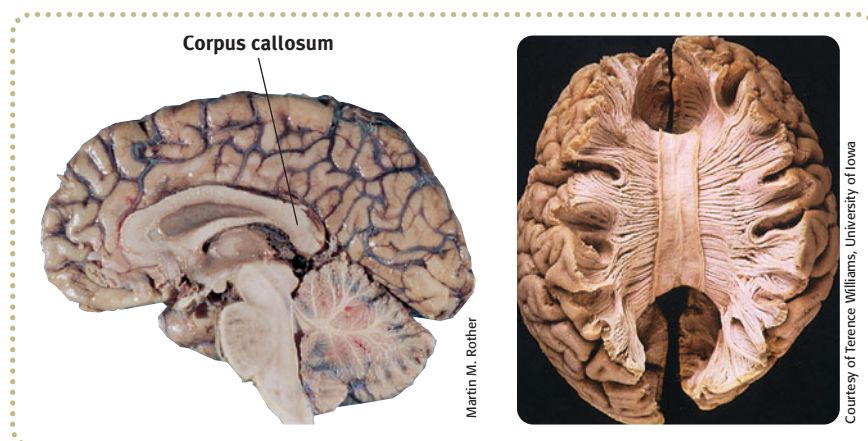 Corpus callosum
Martin M. Rother
Courtesy of Terence Williams, University of Iowa